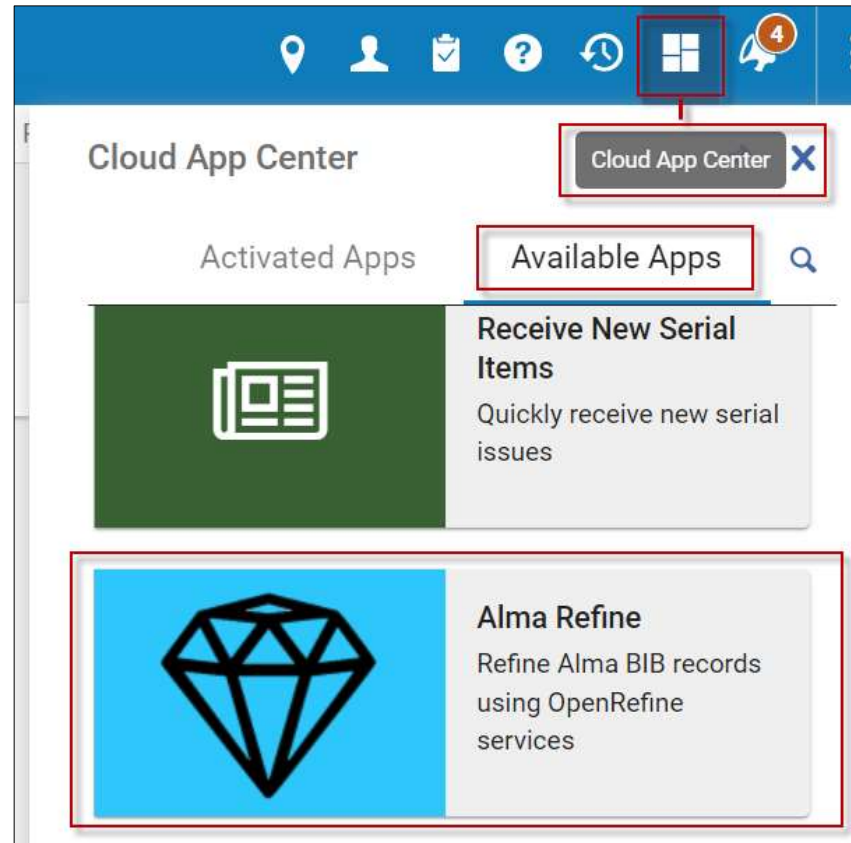 4
Cloud App Center
Cloud App Center
Activated Apps
Available Apps
Receive New Serial
Items
Quickly receive new serial
issues
Alma Refine
Refine Alma BIB records
using OpenRefine
services